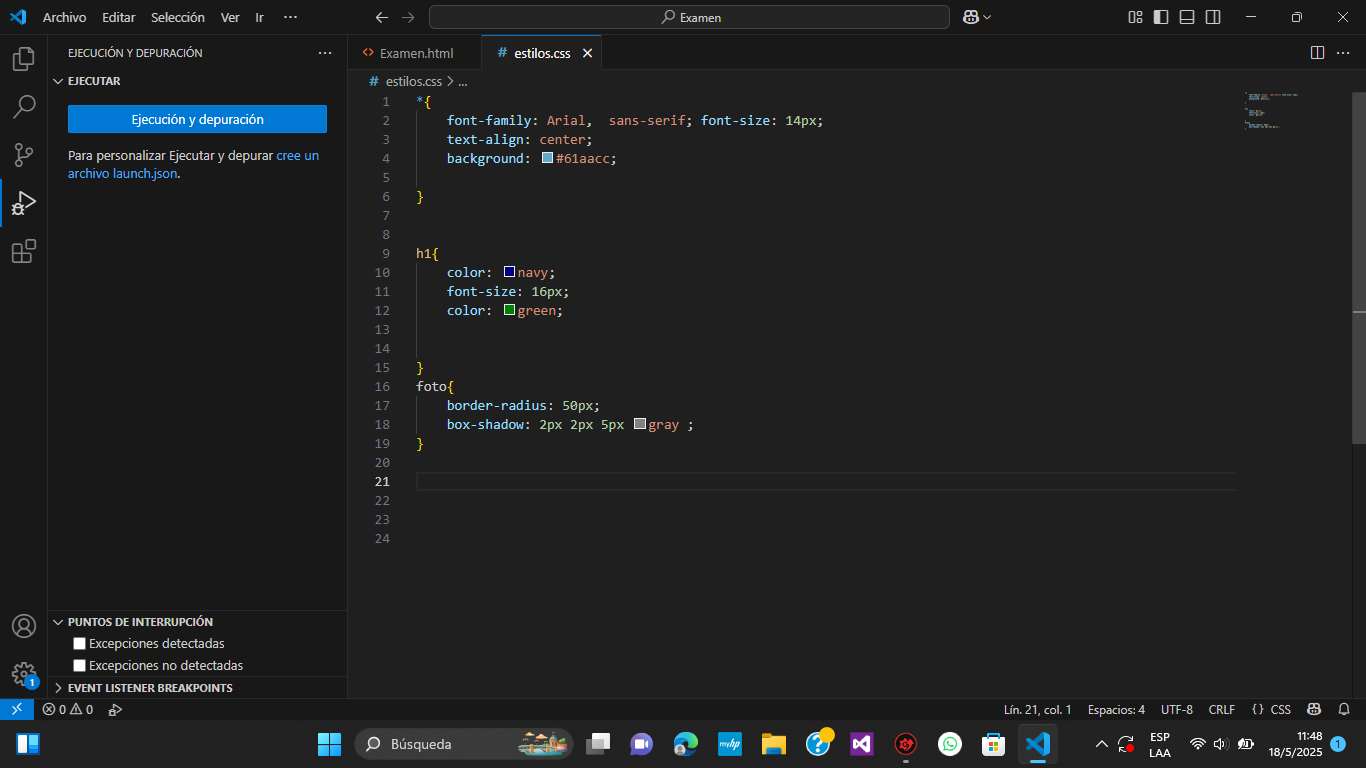 Archivo Editar Selección Ver Ir ···
Examen
EJECUCIÓN Y DEPURACIÓN ···
EJECUTAR
Ejecución y depuración
Para personalizar Ejecutar y depurar cree un
archivo launch.json.
Examen.html
# estilos.css
# estilos.css > ...
1 *{
2 font-family: Arial, sans-serif; font-size: 14px;
3 text-align: center;
4 background: #61aacc;
5
6 }
7
8
9 h1{
10 color: navy;
11 font-size: 16px;
12 color: green;
13
14
15 }
16 foto{
17 border-radius: 50px;
18 box-shadow: 2px 2px 5px gray ;
19 }
20
21
22
23
24
PUNTOS DE INTERRUPCIÓN
Excepciones detectadas
Excepciones no detectadas
EVENT LISTENER BREAKPOINTS
1
0 0
Lín. 21, col. 1 Espacios: 4 UTF-8 CRLF {} CSS
Búsqueda
myhp
ESP
LAA
11:48
18/5/2025
1